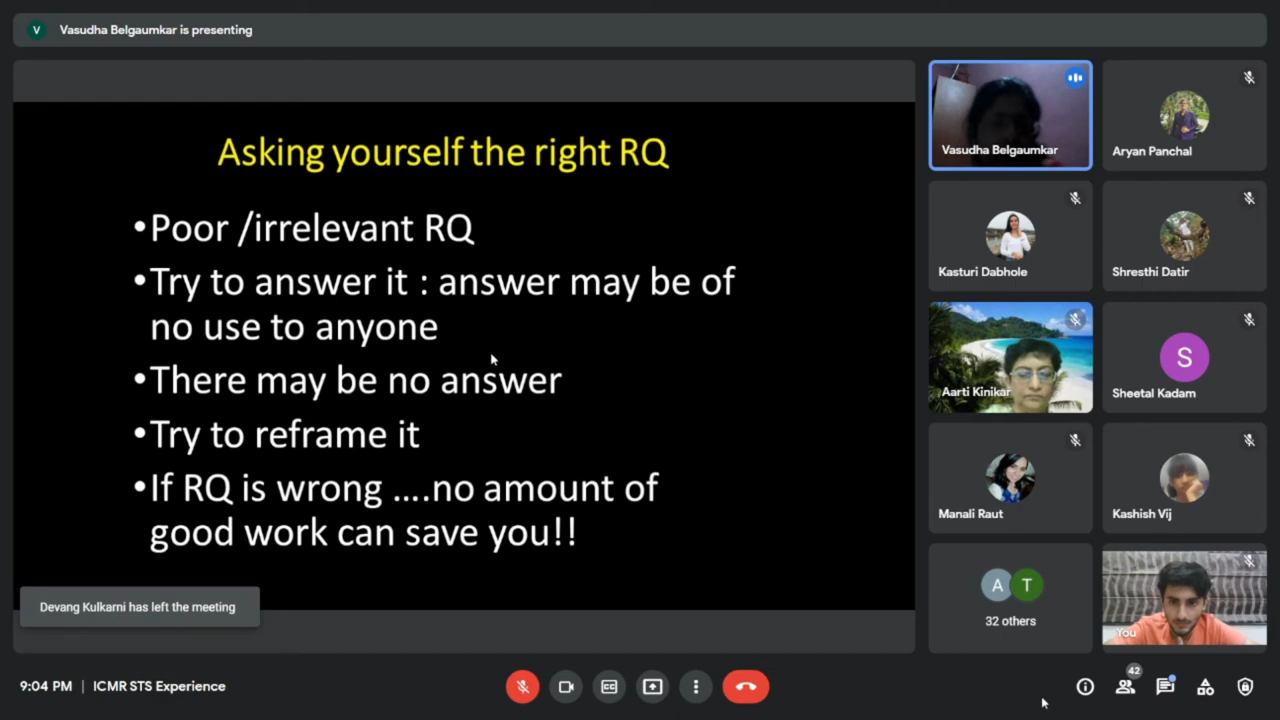 V
Vasudha Belgaumkar is presenting
Asking yourself the right RQ
•Poor /irrelevant RQ
•Try to answer it : answer may be of
no use to anyone
•There may be no answer
•Try to reframe it
•If RQ is wrong ....no amount of
good work can save you!!
Devang Kulkarni has left the meeting
Vasudha Belgaumkar
Aryan Panchal
Kasturi Dabhole
Shresthi Datir
Aarti Kinikar
S
Sheetal Kadam
Manali Raut
Kashish Vij
A T
32 others
You
9:04 PM | ICMR STS Experience
CC
42